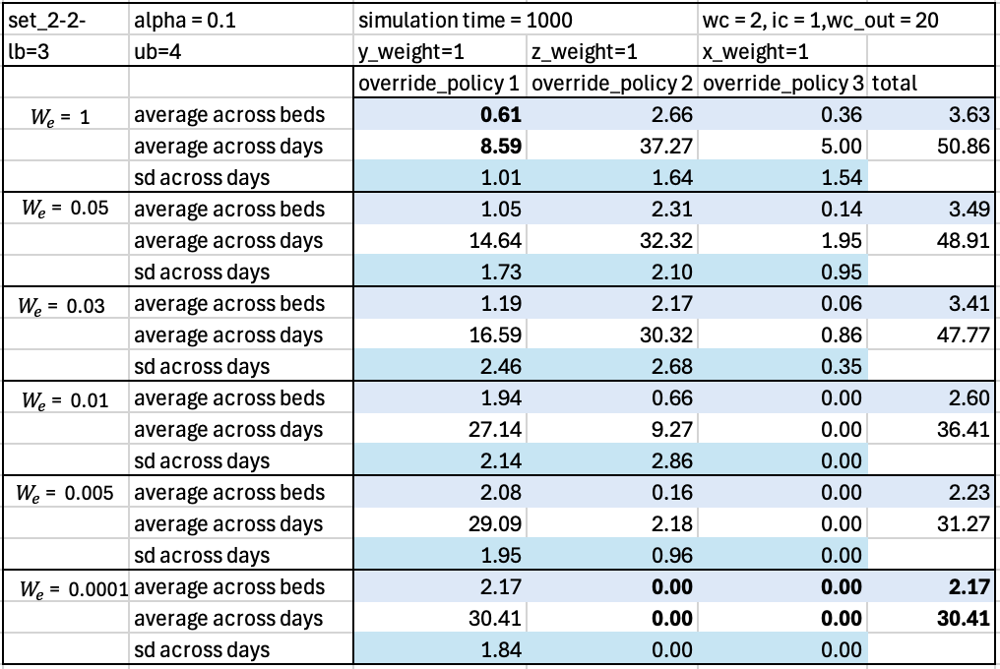 set_2-2- alpha = 0.1 simulation time = 1000 wc = 2, ic = 1,wc_out = 20
lb=3 ub=4 y_weight=1 z_weight=1 x_weight=1
override_policy 1 override_policy 2 override_policy 3 total
Wₑ = 1 average across beds 0.61 2.66 0.36 3.63
average across days 8.59 37.27 5.00 50.86
sd across days 1.01 1.64 1.54
Wₑ = 0.05 average across beds 1.05 2.31 0.14 3.49
average across days 14.64 32.32 1.95 48.91
sd across days 1.73 2.10 0.95
Wₑ = 0.03 average across beds 1.19 2.17 0.06 3.41
average across days 16.59 30.32 0.86 47.77
sd across days 2.46 2.68 0.35
Wₑ = 0.01 average across beds 1.94 0.66 0.00 2.60
average across days 27.14 9.27 0.00 36.41
sd across days 2.14 2.86 0.00
Wₑ = 0.005 average across beds 2.08 0.16 0.00 2.23
average across days 29.09 2.18 0.00 31.27
sd across days 1.95 0.96 0.00
Wₑ = 0.0001 average across beds 2.17 0.00 0.00 2.17
average across days 30.41 0.00 0.00 30.41
sd across days 1.84 0.00 0.00